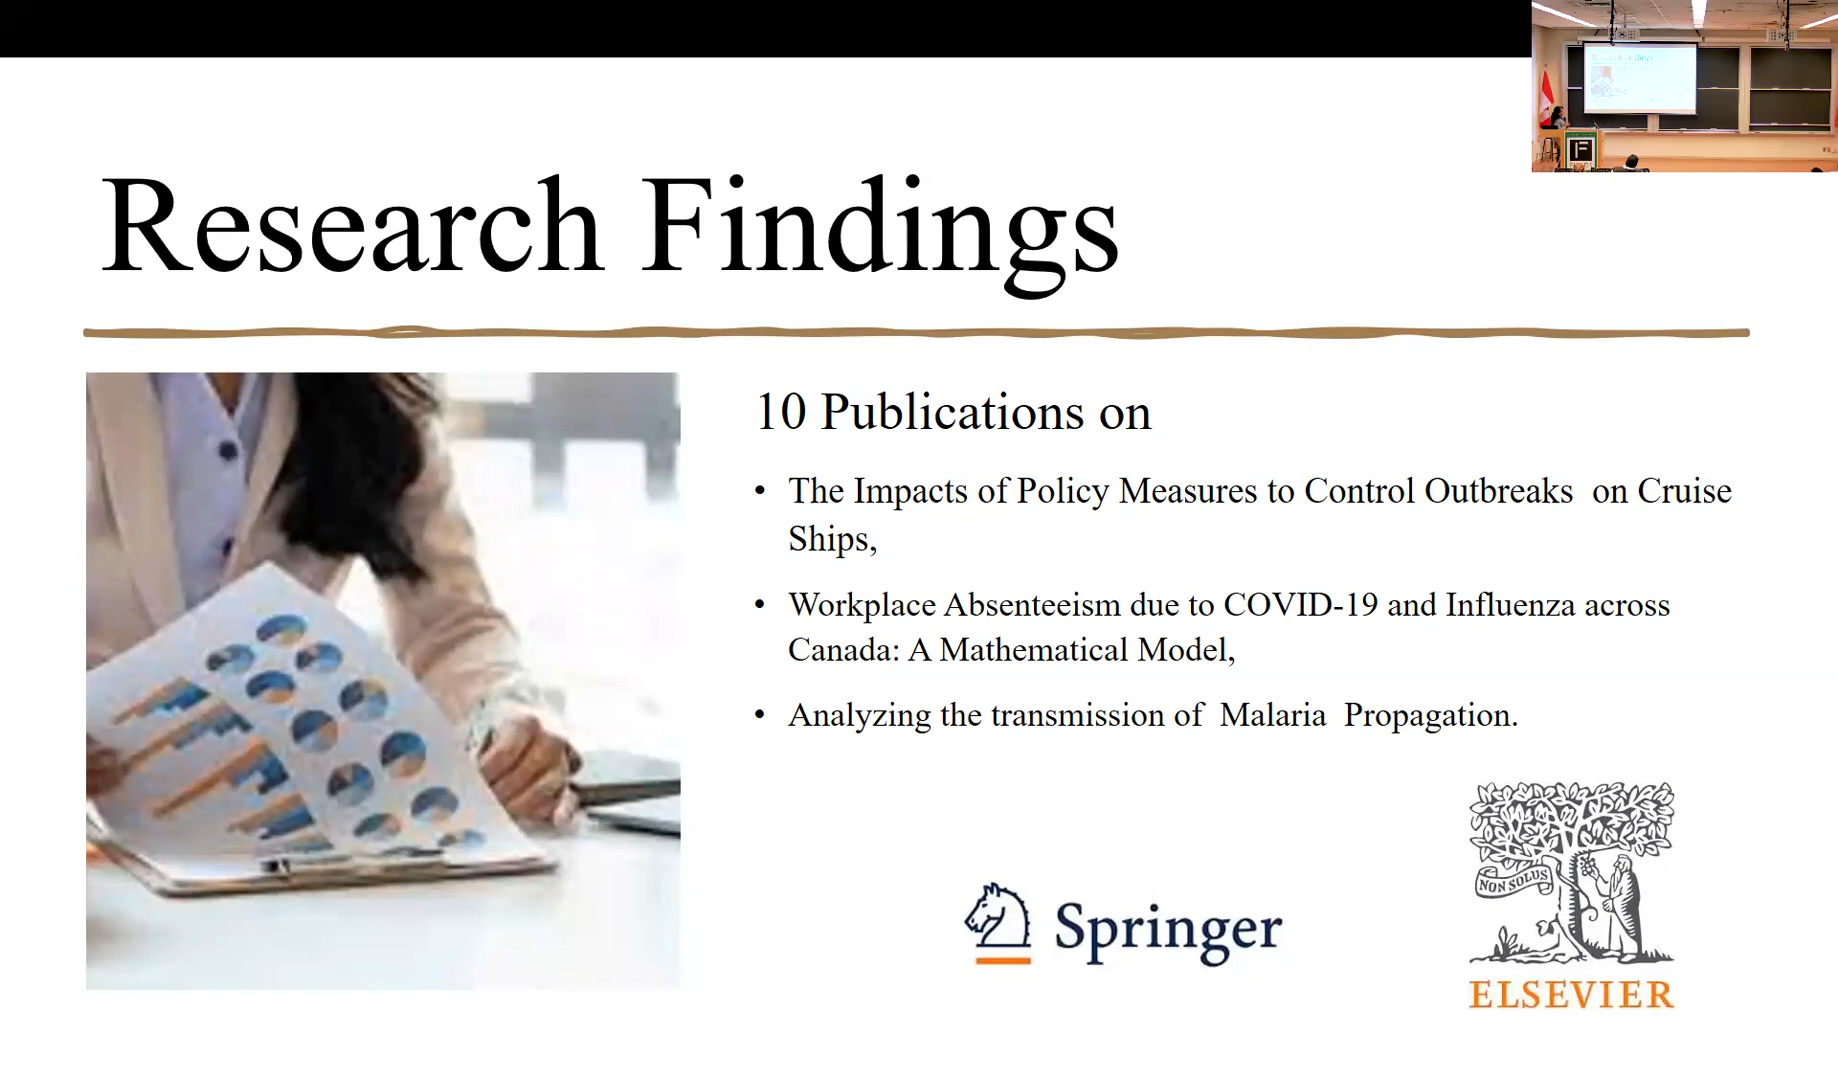 Research Findings
10 Publications on
• The Impacts of Policy Measures to Control Outbreaks on Cruise
Ships,
• Workplace Absenteeism due to COVID-19 and Influenza across
Canada: A Mathematical Model,
• Analyzing the transmission of Malaria Propagation.
NON SOLUS
Springer
ELSEVIER